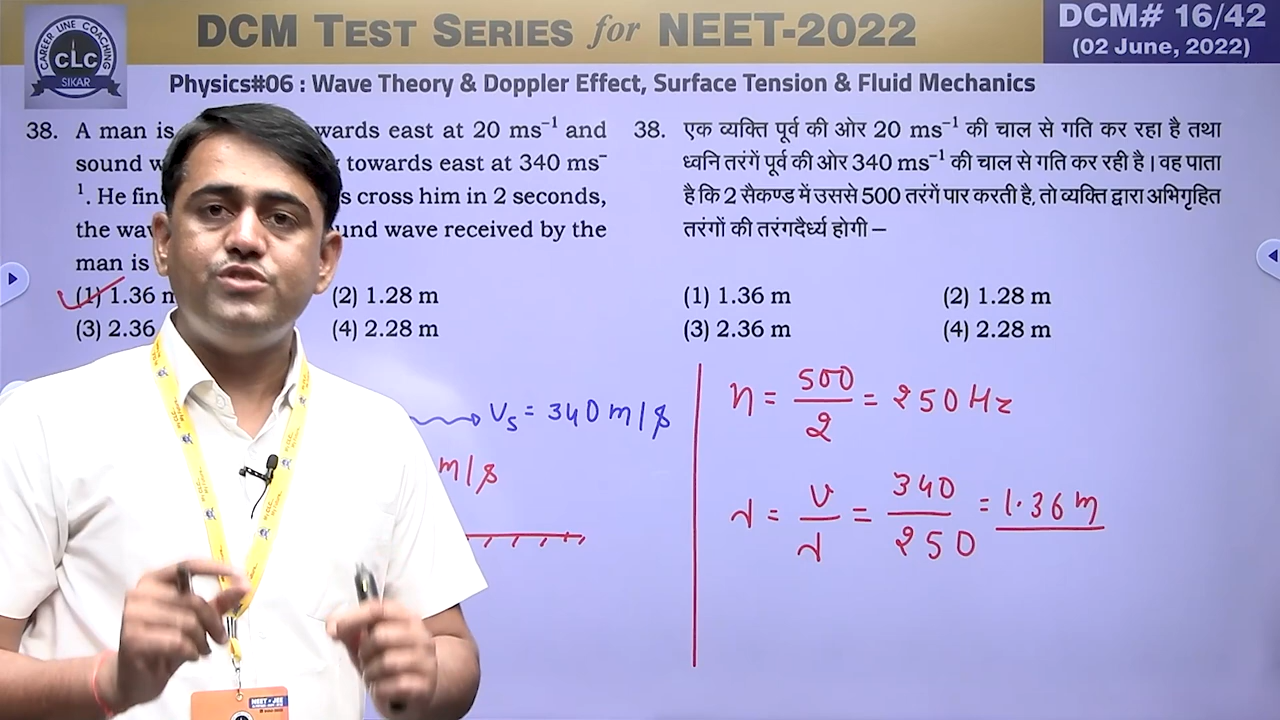 DCM TEST SERIES for NEET-2022
DCM# 16/42
(02 June, 2022)
CAREER LINE COACHING
CLC
SIKAR
Physics#06 : Wave Theory & Doppler Effect, Surface Tension & Fluid Mechanics
38. A man is wards east at 20 ms⁻¹ and
sound w towards east at 340 ms⁻
¹. He fin s cross him in 2 seconds,
the wav und wave received by the
man is
(1) 1.36 m (2) 1.28 m
(3) 2.36 (4) 2.28 m
38. एक व्यक्ति पूर्व की ओर 20 ms⁻¹ की चाल से गति कर रहा है तथा
ध्वनि तरंगें पूर्व की ओर 340 ms⁻¹ की चाल से गति कर रही है। वह पाता
है कि 2 सैकण्ड में उससे 500 तरंगें पार करती है, तो व्यक्ति द्वारा अभिगृहित
तरंगों की तरंगदैर्ध्य होगी –
(1) 1.36 m (2) 1.28 m
(3) 2.36 m (4) 2.28 m
Vs = 340 m/s
m/s
n = 500/2 = 250 Hz
λ = v/λ = 340/250 = 1.36 m
NEET • JEE